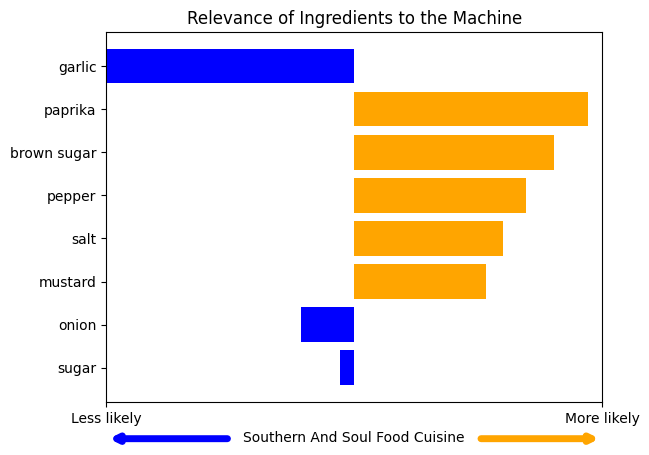 Relevance of Ingredients to the Machine
garlic
paprika
brown sugar
pepper
salt
mustard
onion
sugar
Less likely
More likely
Southern And Soul Food Cuisine